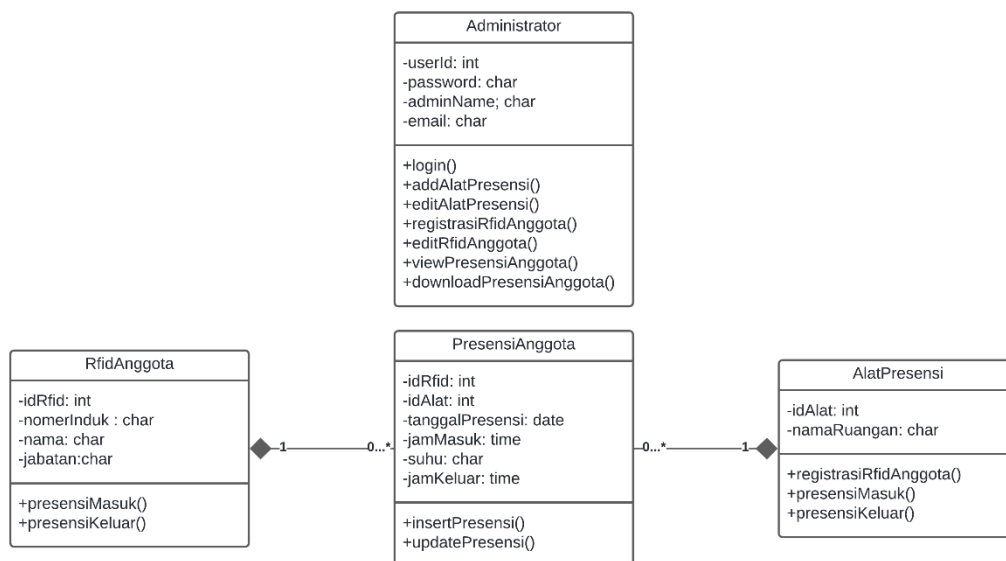 Administrator
-userId: int
-password: char
-adminName; char
-email: char
+login()
+addAlatPresensi()
+editAlatPresensi()
+registrasiRfidAnggota()
+editRfidAnggota()
+viewPresensiAnggota()
+downloadPresensiAnggota()
RfidAnggota
-idRfid: int
-nomerInduk : char
-nama: char
-jabatan:char
+presensiMasuk()
+presensiKeluar()
1
0...*
PresensiAnggota
-idRfid: int
-idAlat: int
-tanggalPresensi: date
-jamMasuk: time
-suhu: char
-jamKeluar: time
+insertPresensi()
+updatePresensi()
0...*
1
AlatPresensi
-idAlat: int
-namaRuangan: char
+registrasiRfidAnggota()
+presensiMasuk()
+presensiKeluar()